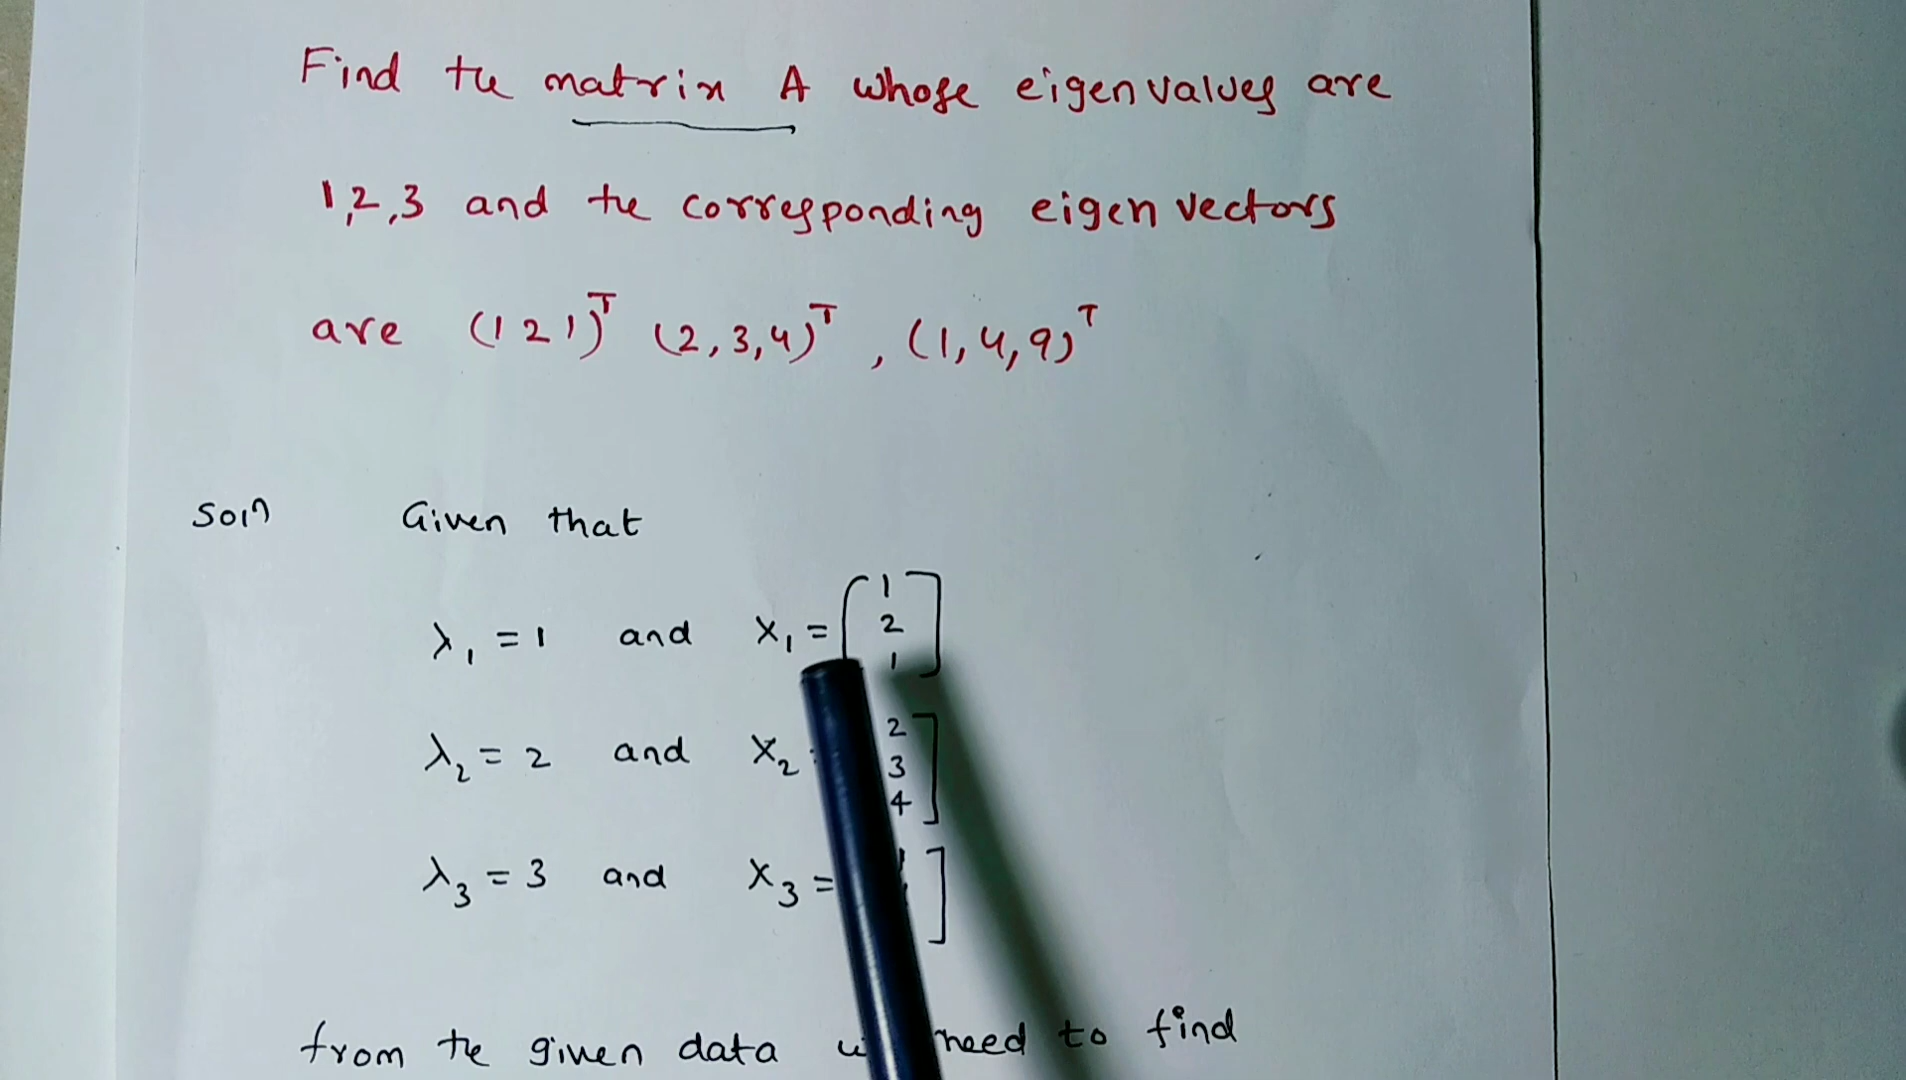 Find the matrix A whose eigen values are
1,2,3 and the corresponding eigen vectors
are (1 2 1)ᵀ (2,3,4)ᵀ , (1,4,9)ᵀ
Soln Given that
λ₁ = 1 and X₁ = [1 2 1]
λ₂ = 2 and X₂ [2 3 4]
λ₃ = 3 and X₃ =
from the given data need to find